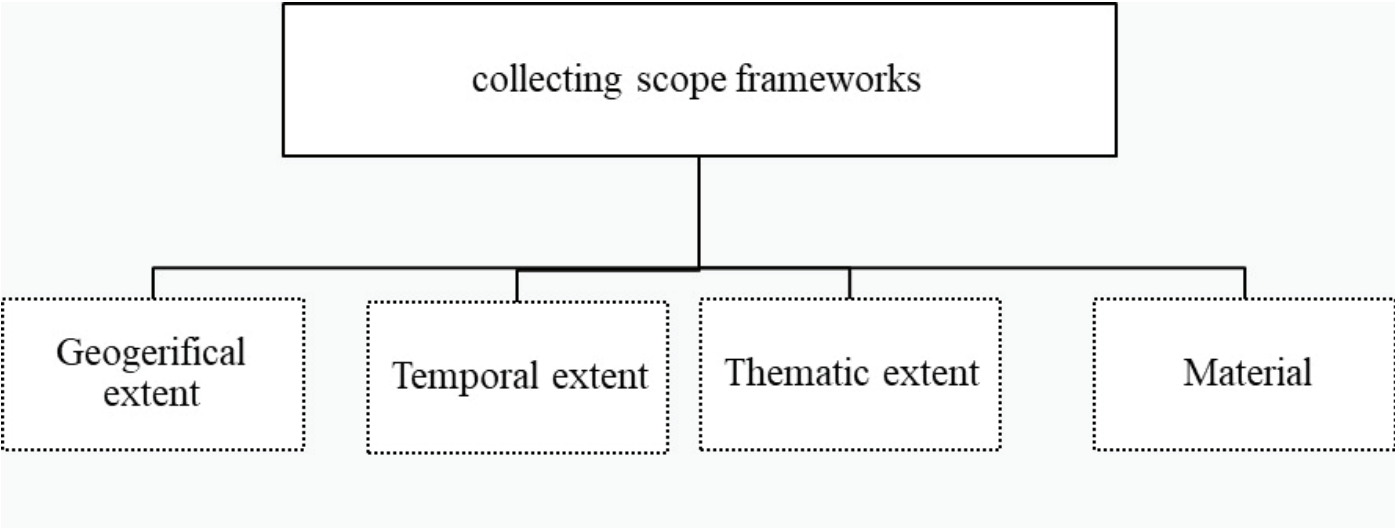 collecting scope frameworks
Geogerifical
extent
Temporal extent
Thematic extent
Material